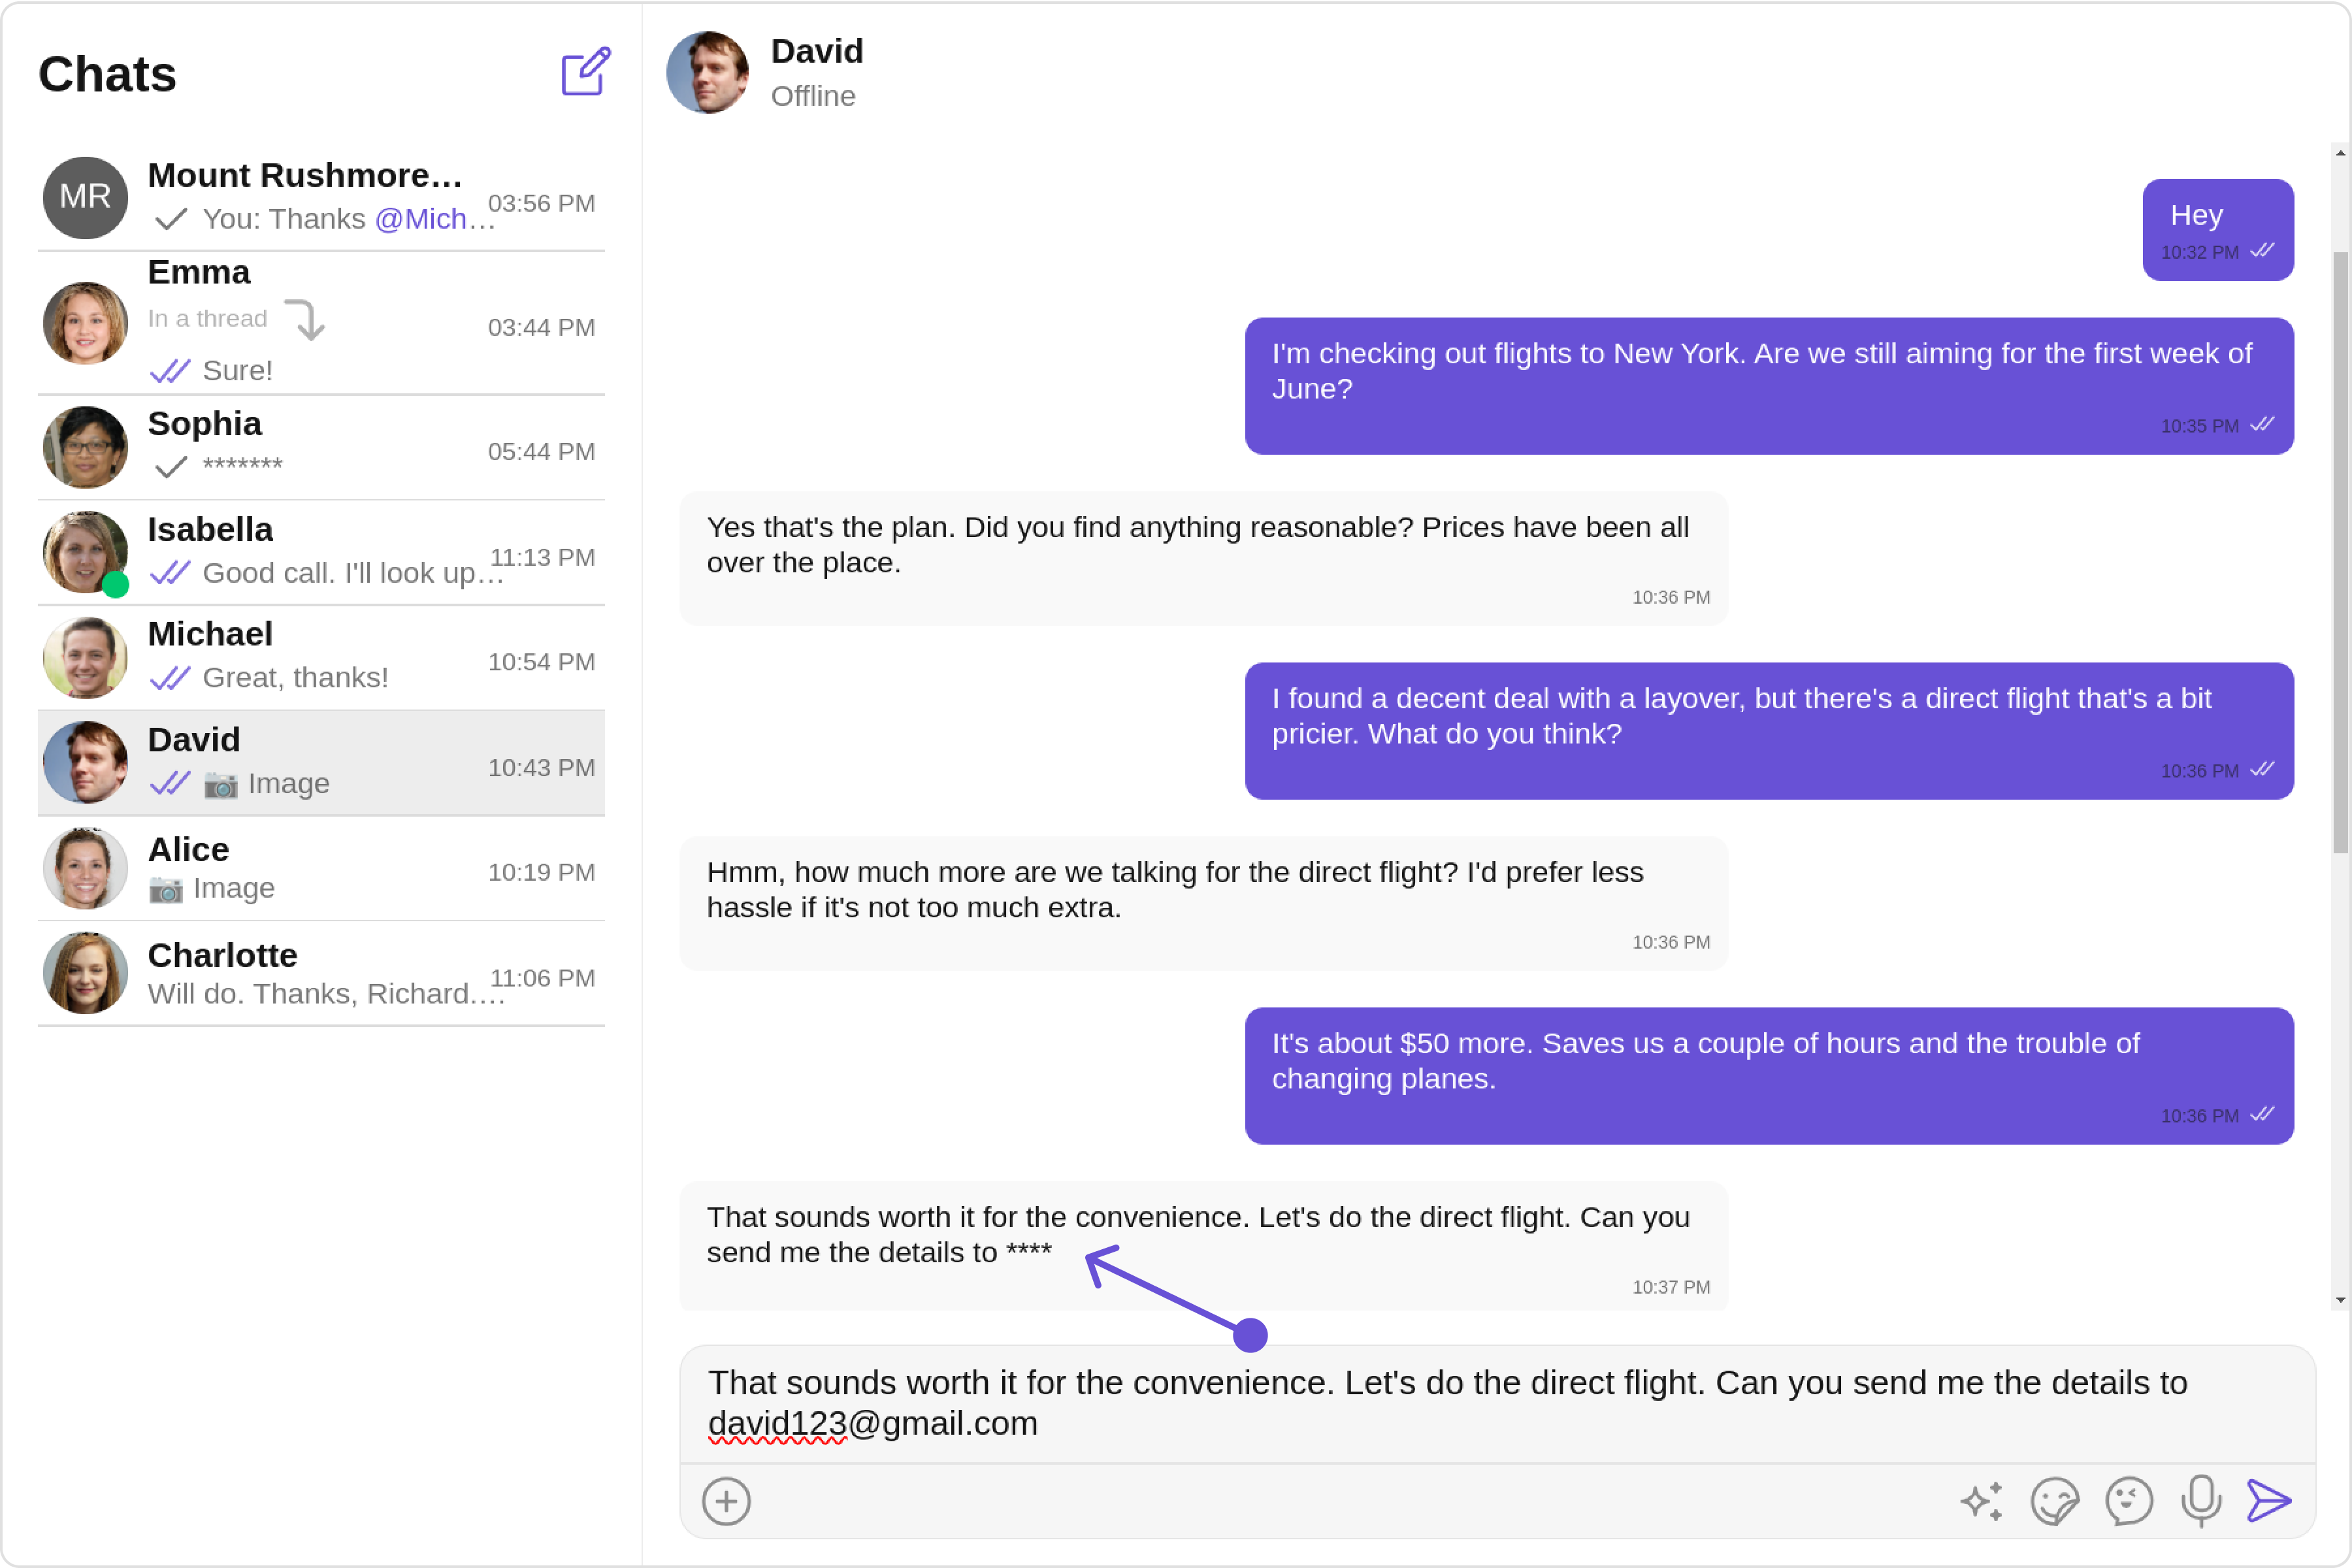 Chats
MR
Mount Rushmore…
You: Thanks @Mich…
03:56 PM
Emma
In a thread
Sure!
03:44 PM
Sophia
*******
05:44 PM
Isabella
Good call. I'll look up…
11:13 PM
Michael
Great, thanks!
10:54 PM
David
Image
10:43 PM
Alice
Image
10:19 PM
Charlotte
Will do. Thanks, Richard.…
11:06 PM
David
Offline
Hey
10:32 PM
I'm checking out flights to New York. Are we still aiming for the first week of
June?
10:35 PM
Yes that's the plan. Did you find anything reasonable? Prices have been all
over the place.
10:36 PM
I found a decent deal with a layover, but there's a direct flight that's a bit
pricier. What do you think?
10:36 PM
Hmm, how much more are we talking for the direct flight? I'd prefer less
hassle if it's not too much extra.
10:36 PM
It's about $50 more. Saves us a couple of hours and the trouble of
changing planes.
10:36 PM
That sounds worth it for the convenience. Let's do the direct flight. Can you
send me the details to ****
10:37 PM
That sounds worth it for the convenience. Let's do the direct flight. Can you send me the details to
david123@gmail.com